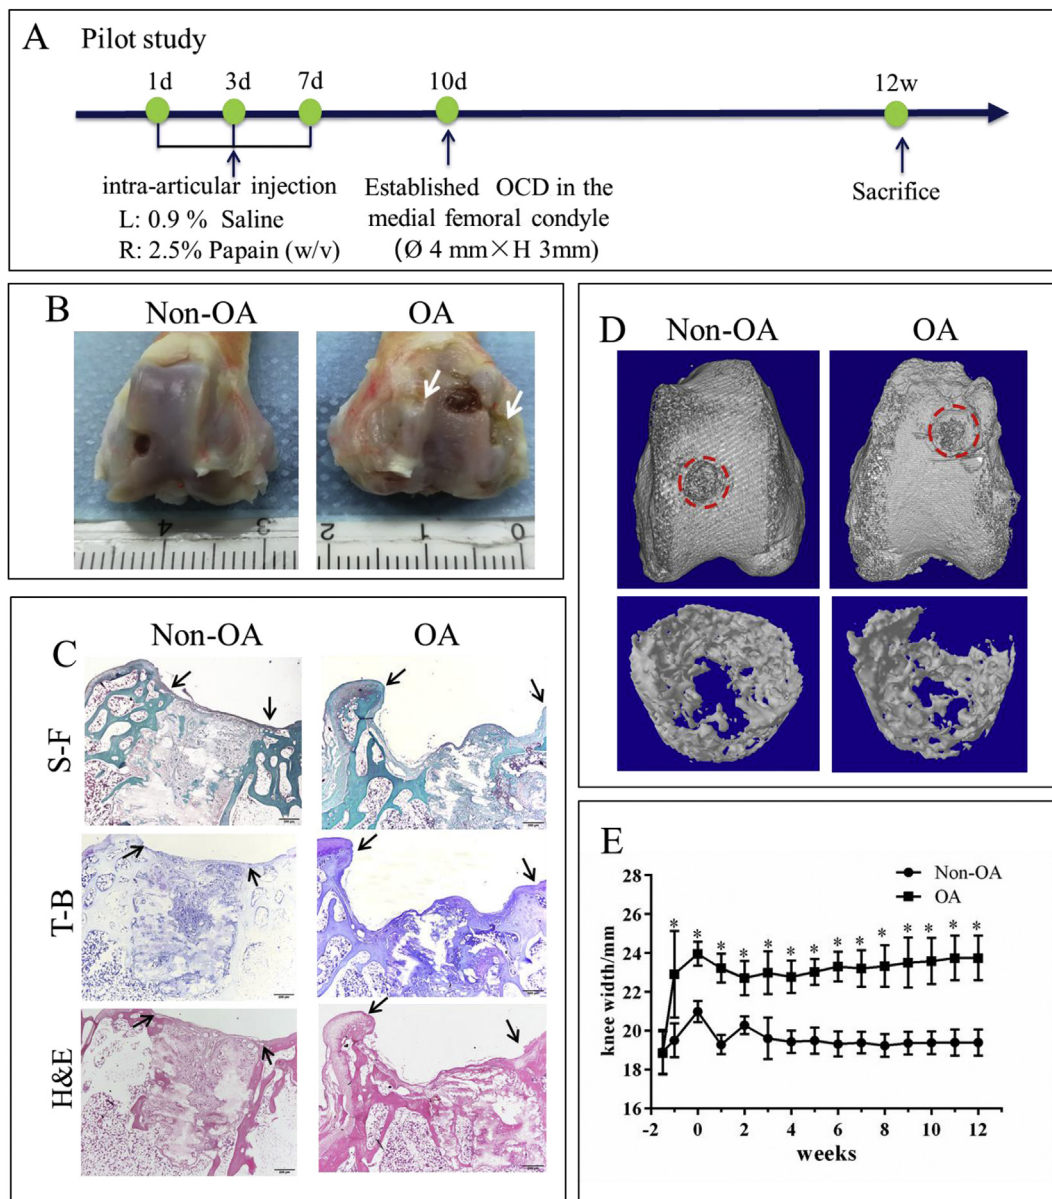 A Pilot study
1d 3d 7d 10d 12w
intra-articular injection
L: 0.9 % Saline
R: 2.5% Papain (w/v)
Established OCD in the
medial femoral condyle
(Ø 4 mm×H 3mm)
Sacrifice
B Non-OA OA
4 3 2 1 0
C Non-OA OA
S-F
T-B
H&E
D Non-OA OA
E
Non-OA
OA
knee width/mm
28
26
24
22
20
18
16
* * * * * * * * * * * * * *
-2 0 2 4 6 8 10 12
weeks